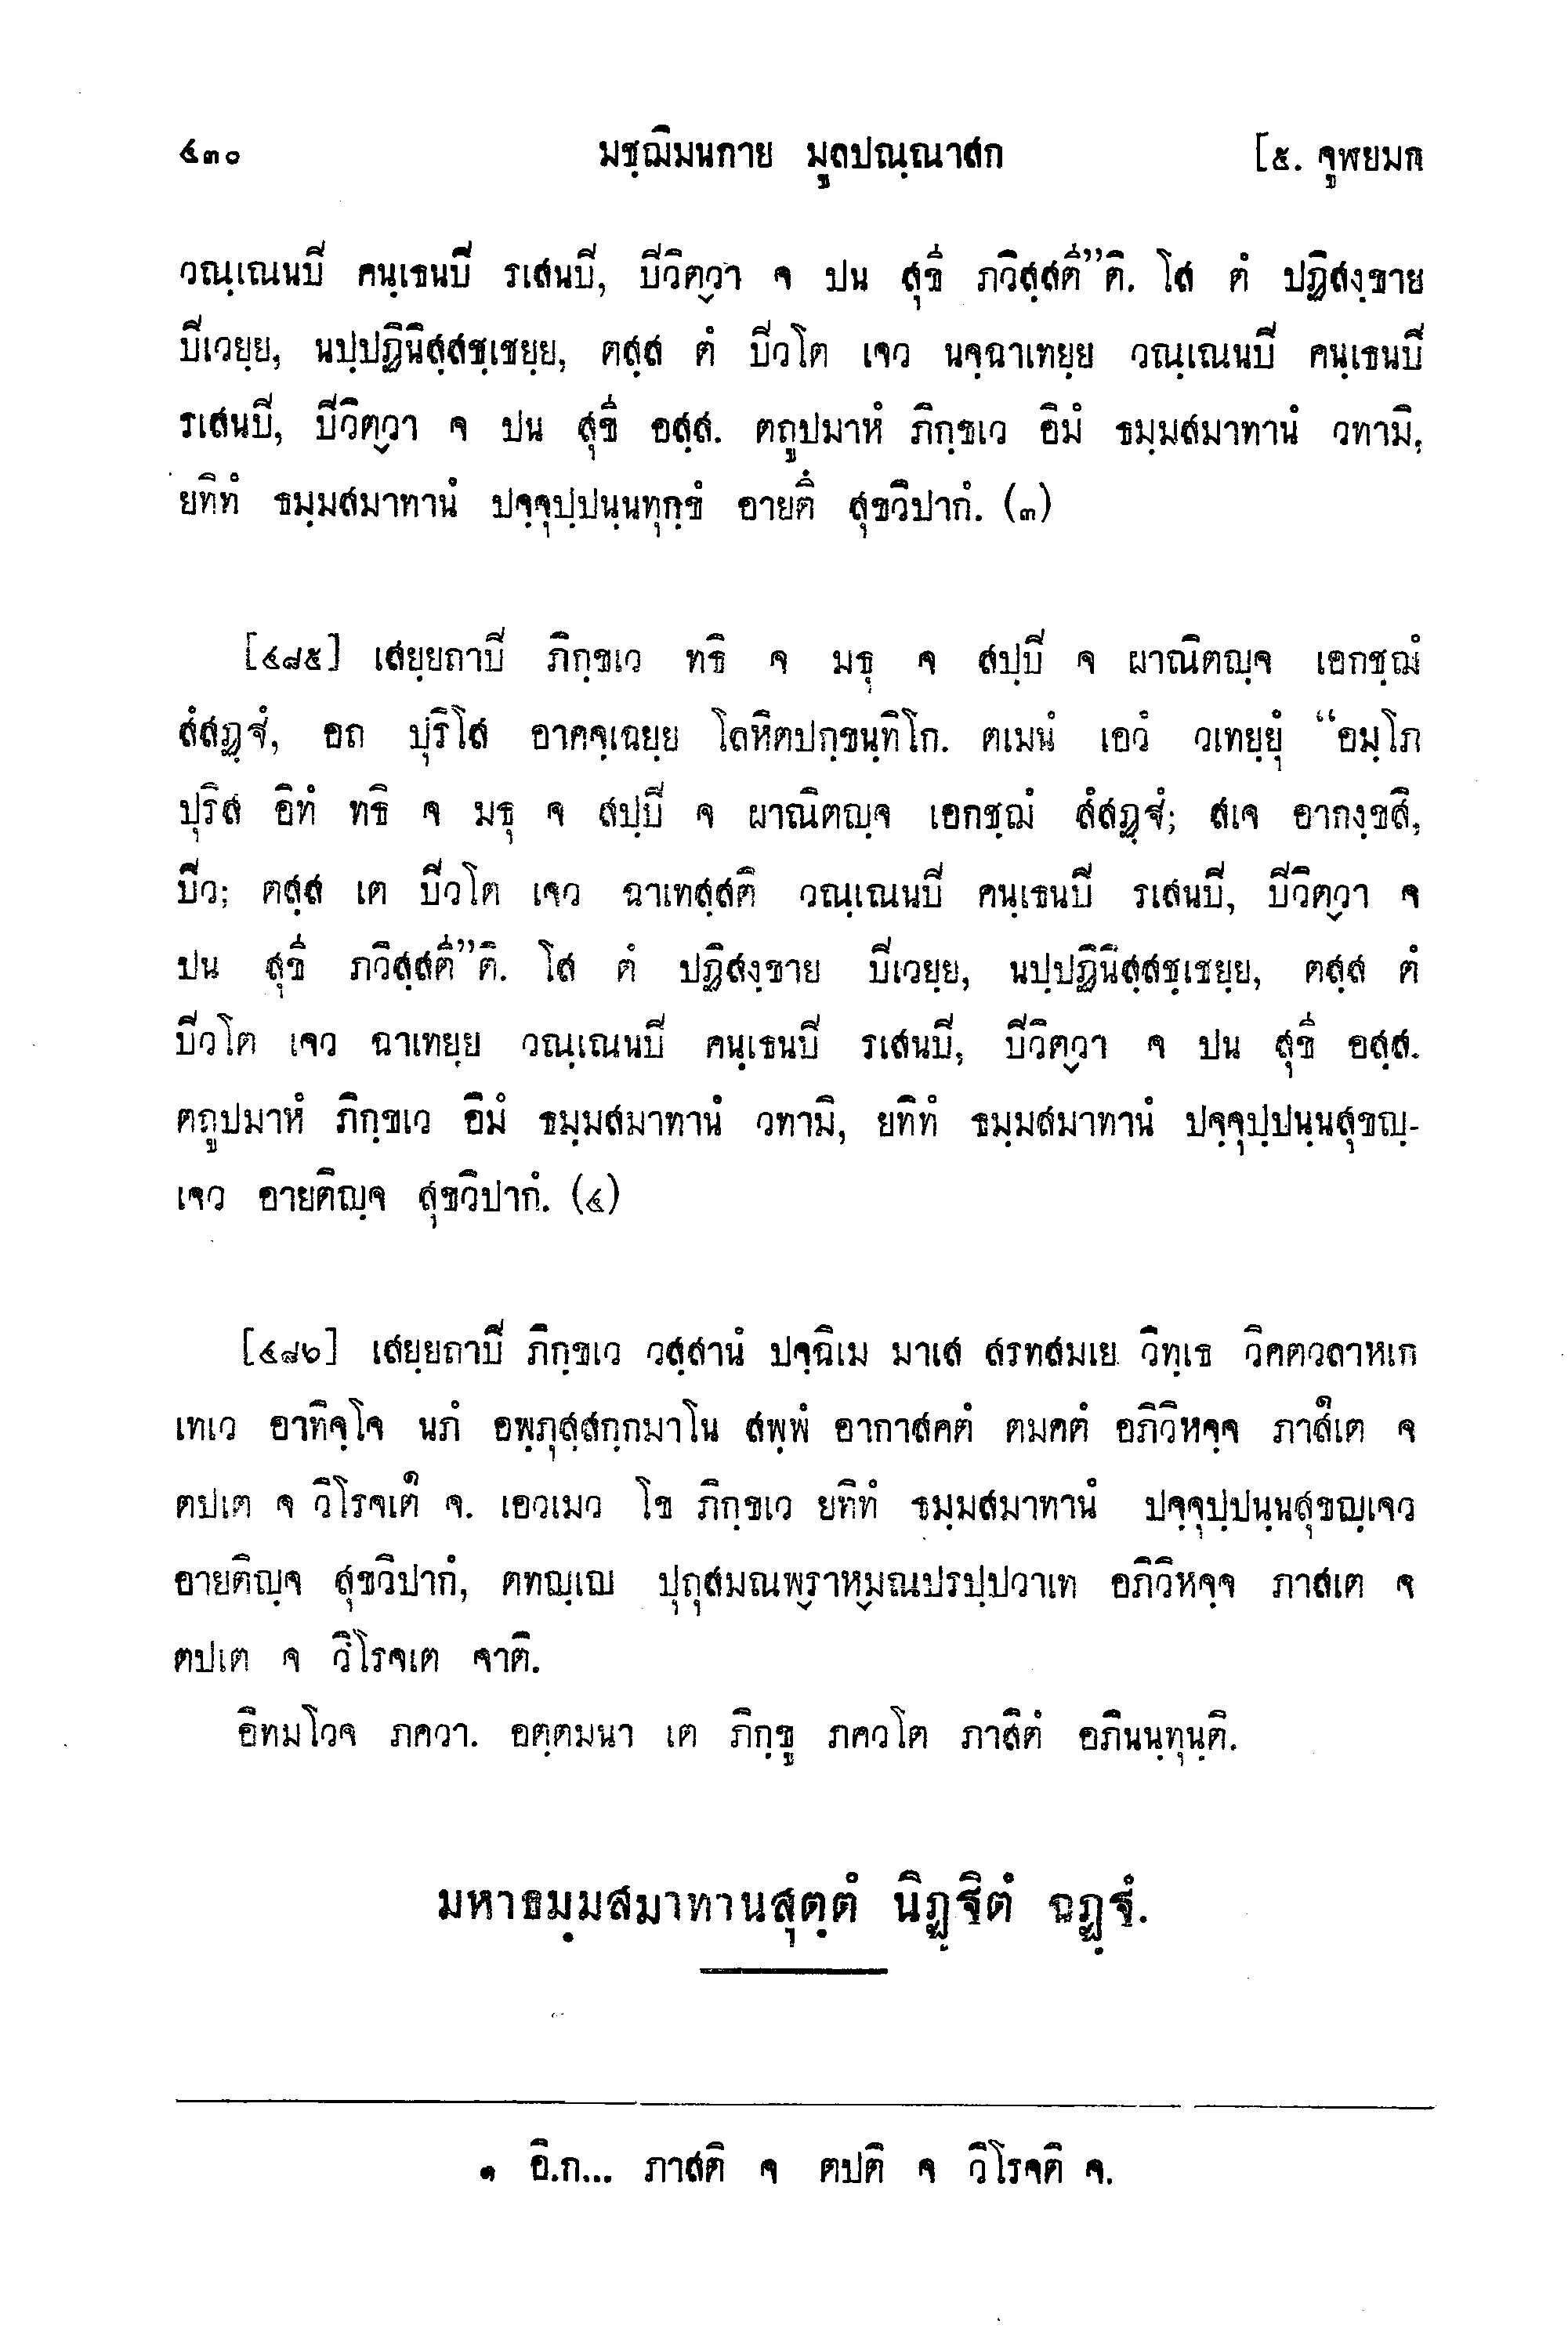 ๔๓๐ มชฺฌิมนกาย มูลปณฺณาสก [๕. จูฬยมก
วณฺเณนปิ คนฺเธนปิ รเสนปิ, ปิวิตฺวา จ ปน สุขี ภวิสฺสตี”ติ. โส ตํ ปฏิสงฺขาย
ปิเวยฺย, นปฺปฏินิสฺสชฺเชยฺย, ตสฺส ตํ ปิวโต เจว นจฺฉาเทยฺย วณฺเณนปิ คนฺเธนปิ
รเสนปิ, ปิวิตฺวา จ ปน สุขี อสฺส. ตถูปมาหํ ภิกฺขเว อิมํ ธมฺมสมาทานํ วทามิ,
ยทิทํ ธมฺมสมาทานํ ปจฺจุปฺปนฺนทุกฺขํ อายตึ สุขวิปากํ. (๓)
[๔๘๕] เสยฺยถาปิ ภิกฺขเว ทธิ จ มธุ จ สปฺปิ จ ผาณิตญฺจ เอกชฺฌํ
สํสฏฺฐํ, อถ ปุริโส อาคจฺเฉยฺย โลหิตปกฺขนฺทิโก. ตเมนํ เอวํ วเทยฺยุํ “อมฺโภ
ปุริส อิทํ ทธิ จ มธุ จ สปฺปิ จ ผาณิตญฺจ เอกชฺฌํ สํสฏฺฐํ; สเจ อากงฺขสิ,
ปิว; ตสฺส เต ปิวโต เจว ฉาเทสฺสติ วณฺเณนปิ คนฺเธนปิ รเสนปิ, ปิวิตฺวา จ
ปน สุขี ภวิสฺสตี”ติ. โส ตํ ปฏิสงฺขาย ปิเวยฺย, นปฺปฏินิสฺสชฺเชยฺย, ตสฺส ตํ
ปิวโต เจว ฉาเทยฺย วณฺเณนปิ คนฺเธนปิ รเสนปิ, ปิวิตฺวา จ ปน สุขี อสฺส.
ตถูปมาหํ ภิกฺขเว อิมํ ธมฺมสมาทานํ วทามิ, ยทิทํ ธมฺมสมาทานํ ปจฺจุปฺปนฺนสุขญฺ-
เจว อายติญฺจ สุขวิปากํ. (๔)
[๔๘๖] เสยฺยถาปิ ภิกฺขเว วสฺสานํ ปจฺฉิเม มาเส สรทสมเย วิทฺเธ วิคตวลาหเก
เทเว อาทิจฺโจ นภํ อพฺภุสฺสกฺกมาโน สพฺพํ อากาสคตํ ตมคตํ อภิวิหจฺจ ภาส๑เต จ
ตปเต จ วิโรจเต๑ จ. เอวเมว โข ภิกฺขเว ยทิทํ ธมฺมสมาทานํ ปจฺจุปฺปนฺนสุขญฺเจว
อายติญฺจ สุขวิปากํ, ตทญฺเญ ปุถุสมณพฺราหฺมณปรปฺปวาเท อภิวิหจฺจ ภาสเต จ
ตปเต จ วิโรจเต จาติ.
อิทมโวจ ภควา. อตฺตมนา เต ภิกฺขู ภควโต ภาสิตํ อภินนฺทุนฺติ.
มหาธมฺมสมาทานสุตฺตํ นิฏฺฐิตํ ฉฏฺฐํ.
๑ อิ.ก... ภาสติ จ ตปติ จ วิโรจติ จ.